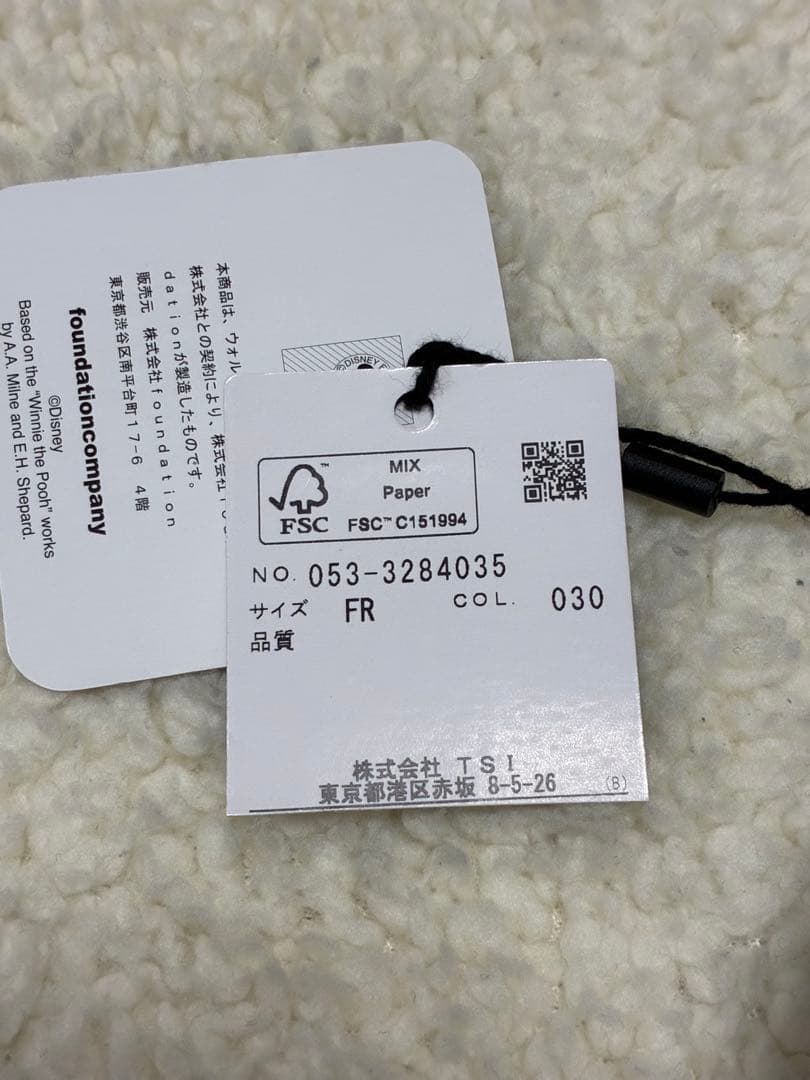 本商品は、ウォル
株式会社との契約により、株式会社fou
dationが製造したものです。
販売元 株式会社foundation
東京都渋谷区南平台町17-6 4階
foundationcompany
©Disney
Based on the "Winnie the Pooh" works
by A.A. Milne and E.H. Shepard.
©DISNEY
MIX
Paper
FSC™ C151994
FSC
NO. 053-3284035
サイズ FR COL. 030
品質
株式会社 TSI
東京都港区赤坂 8-5-26 (B)